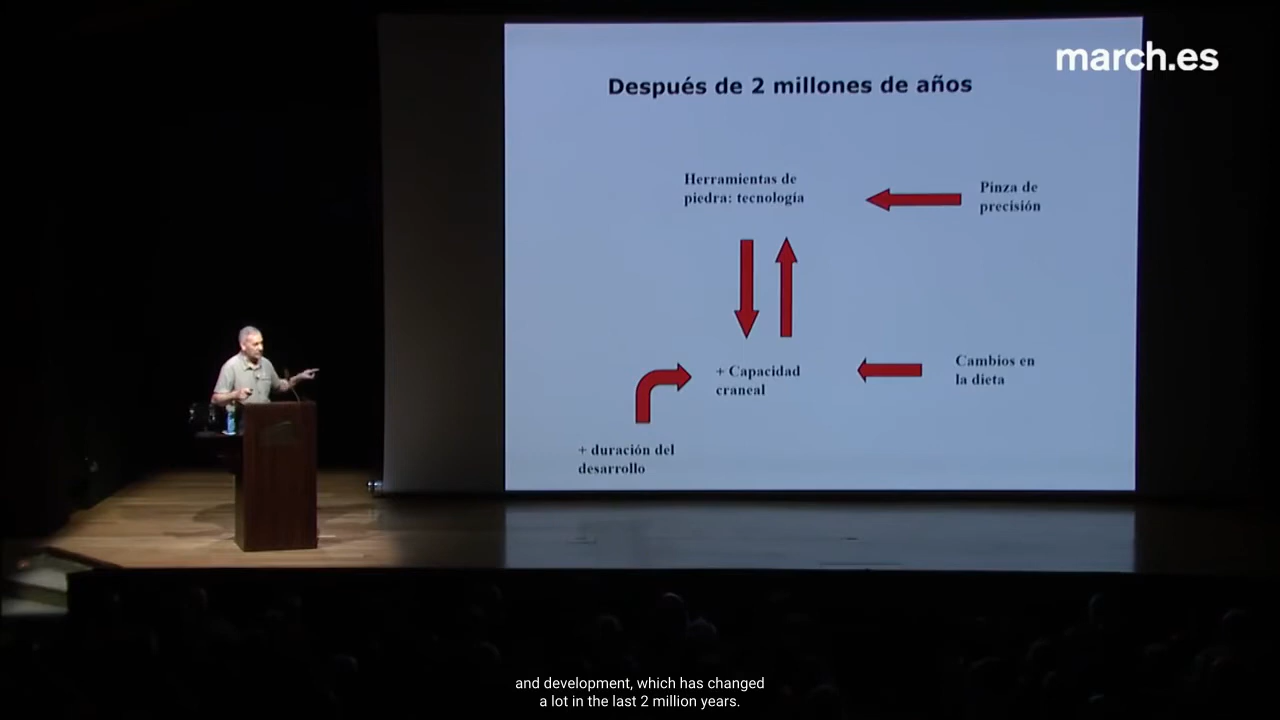 march.es
Después de 2 millones de años
Herramientas de
piedra: tecnología
Pinza de
precisión
+ Capacidad
craneal
Cambios en
la dieta
+ duración del
desarrollo
and development, which has changed
a lot in the last 2 million years.